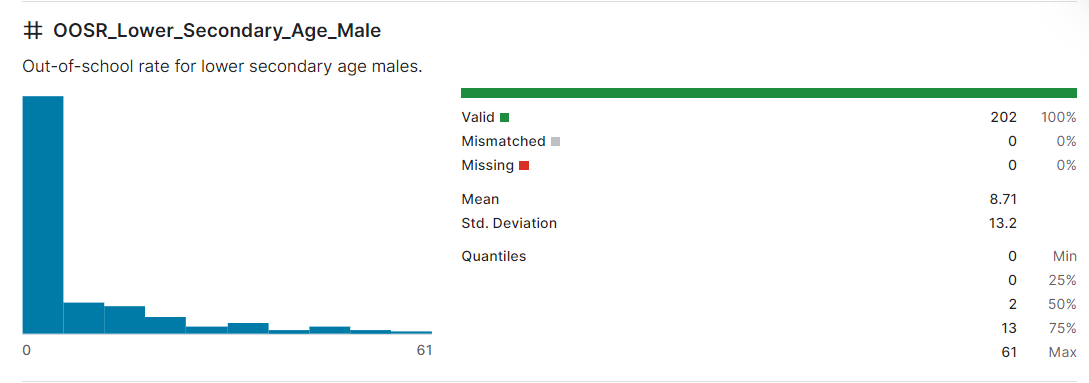 # OOSR_Lower_Secondary_Age_Male
Out-of-school rate for lower secondary age males.
0 61
Valid 202 100%
Mismatched 0 0%
Missing 0 0%
Mean 8.71
Std. Deviation 13.2
Quantiles 0 Min
0 25%
2 50%
13 75%
61 Max